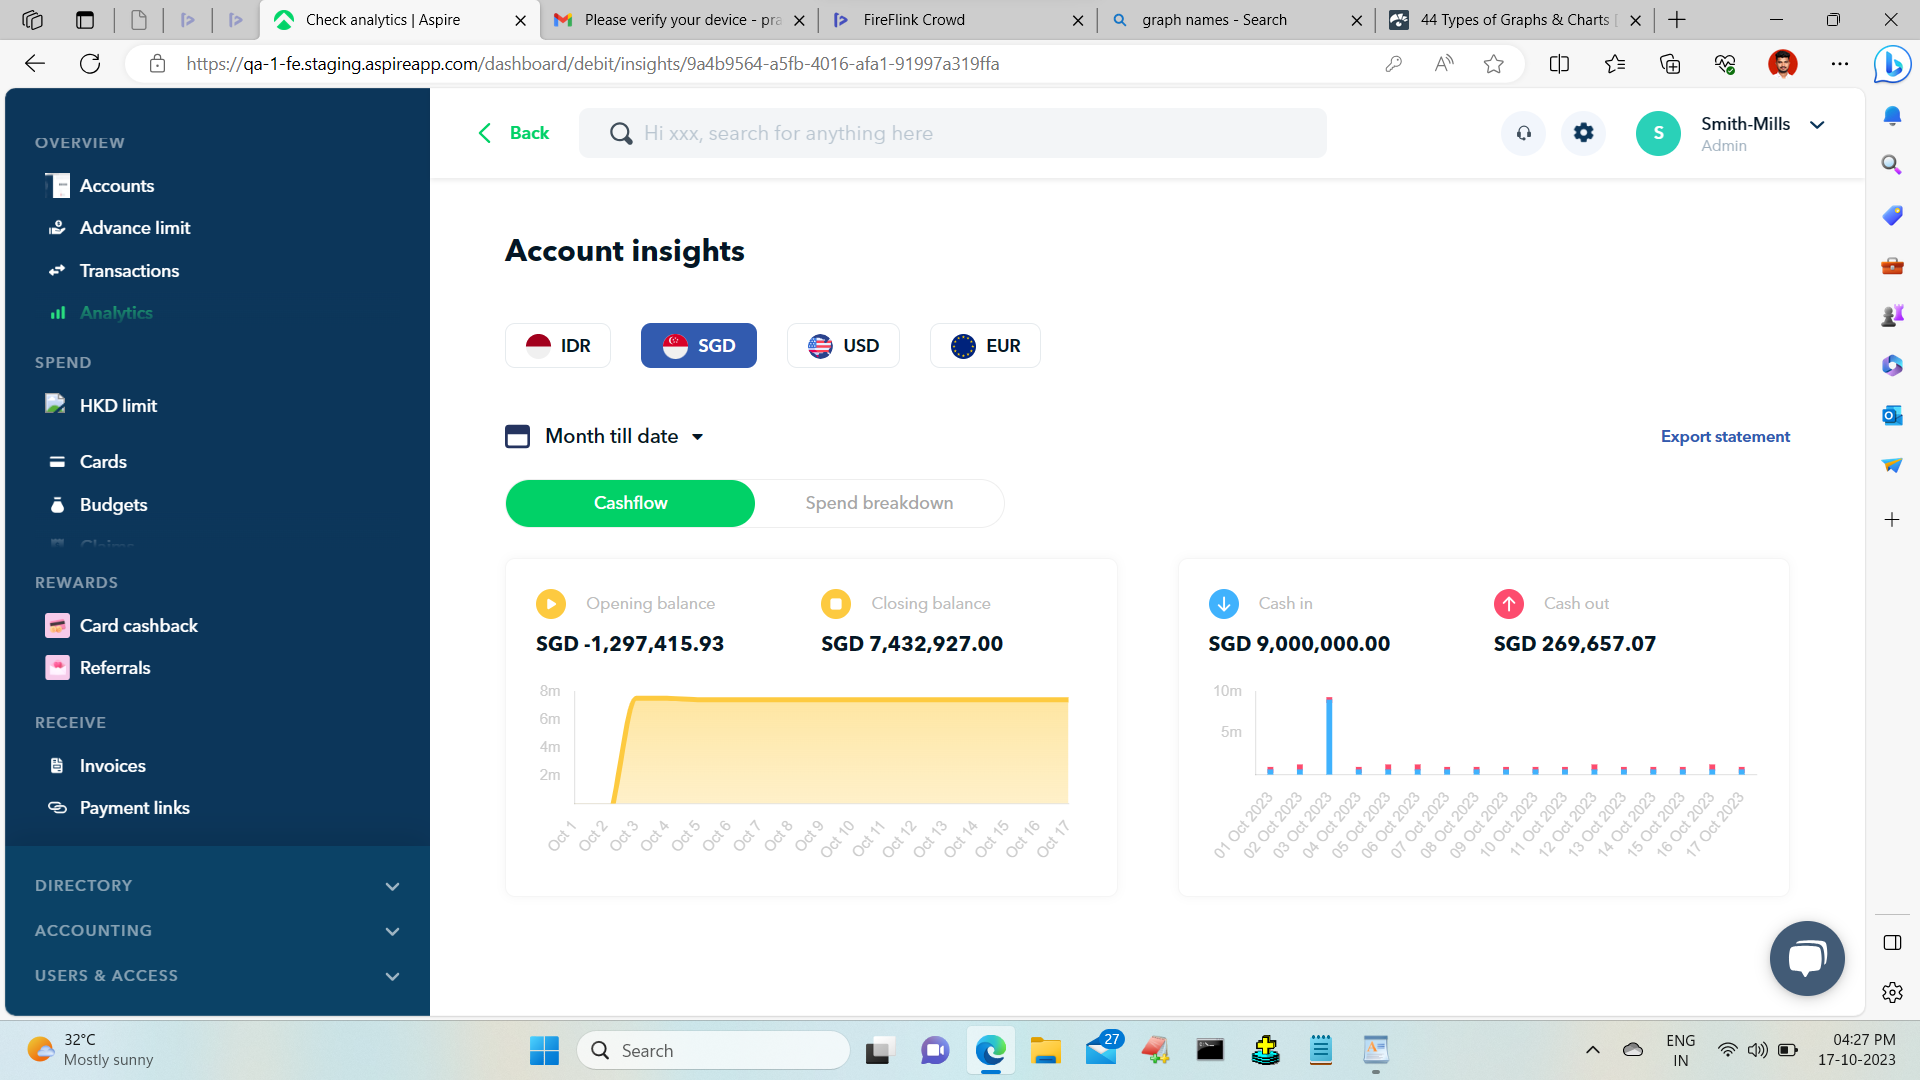 Check analytics | Aspire
Please verify your device - pra
FireFlink Crowd
graph names - Search
44 Types of Graphs & Charts [
https://qa-1-fe.staging.aspireapp.com/dashboard/debit/insights/9a4b9564-a5fb-4016-afa1-91997a319ffa
OVERVIEW
Accounts
Advance limit
Transactions
Analytics
SPEND
HKD limit
Cards
Budgets
Claims
REWARDS
Card cashback
Referrals
RECEIVE
Invoices
Payment links
DIRECTORY
ACCOUNTING
USERS & ACCESS
Back
Hi xxx, search for anything here
S
Smith-Mills
Admin
Account insights
IDR
SGD
USD
EUR
Month till date
Export statement
Cashflow
Spend breakdown
Opening balance
SGD -1,297,415.93
Closing balance
SGD 7,432,927.00
8m
6m
4m
2m
Oct 1
Oct 2
Oct 3
Oct 4
Oct 5
Oct 6
Oct 7
Oct 8
Oct 9
Oct 10
Oct 11
Oct 12
Oct 13
Oct 14
Oct 15
Oct 16
Oct 17
Cash in
SGD 9,000,000.00
Cash out
SGD 269,657.07
10m
5m
01 Oct 2023
02 Oct 2023
03 Oct 2023
04 Oct 2023
05 Oct 2023
06 Oct 2023
07 Oct 2023
08 Oct 2023
09 Oct 2023
10 Oct 2023
11 Oct 2023
12 Oct 2023
13 Oct 2023
14 Oct 2023
15 Oct 2023
16 Oct 2023
17 Oct 2023
32°C
Mostly sunny
Search
27
ENG
IN
04:27 PM
17-10-2023